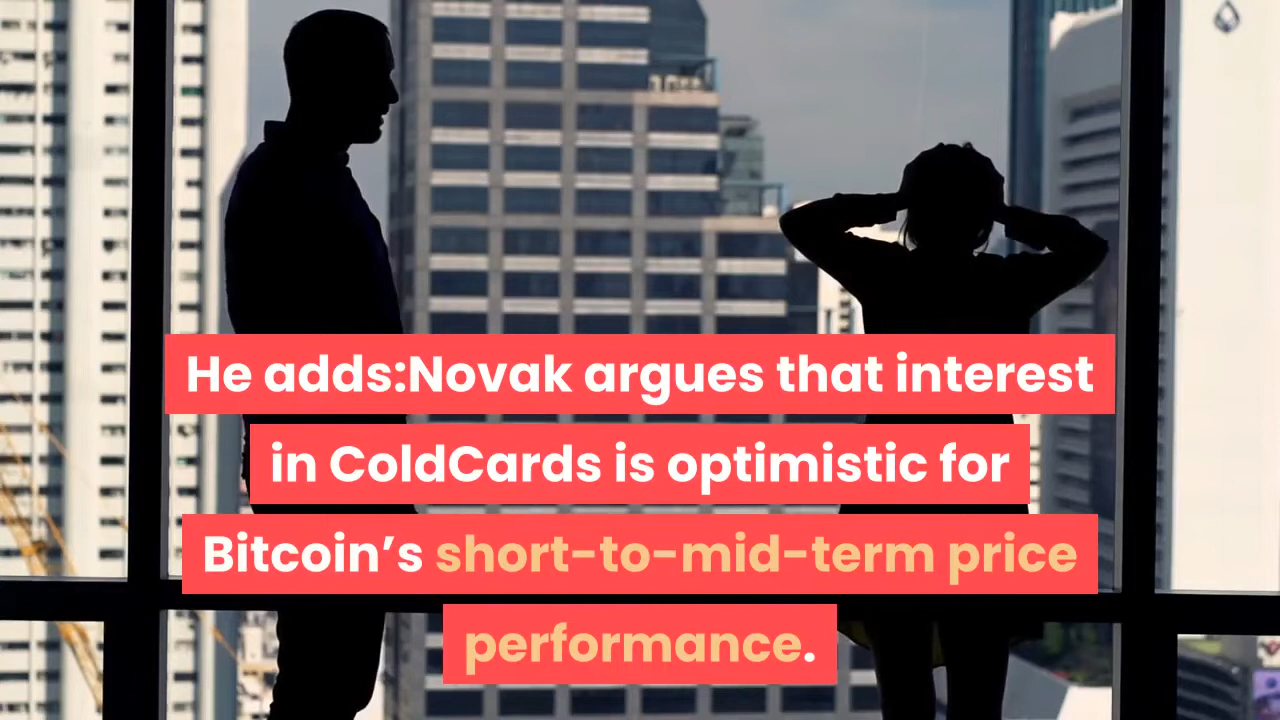 He adds:Novak argues that interest
in ColdCards is optimistic for
Bitcoin’s short-to-mid-term price
performance.